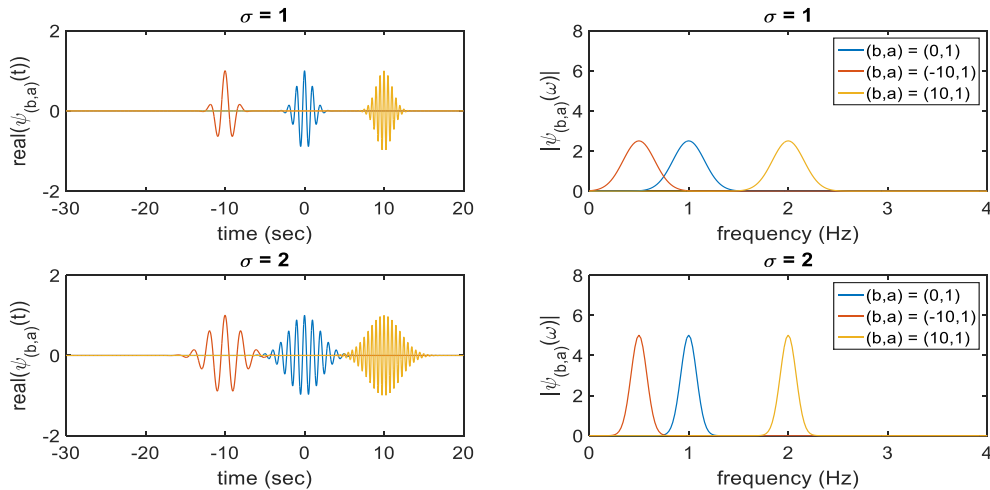 σ = 1
real(ψ(b,a)(t))
2
0
-2
-30 -20 -10 0 10 20
time (sec)
σ = 1
|ψ(b,a)(ω)|
8
6
4
2
0
(b,a) = (0,1)
(b,a) = (-10,1)
(b,a) = (10,1)
0 1 2 3 4
frequency (Hz)
σ = 2
real(ψ(b,a)(t))
2
0
-2
-30 -20 -10 0 10 20
time (sec)
σ = 2
|ψ(b,a)(ω)|
8
6
4
2
0
(b,a) = (0,1)
(b,a) = (-10,1)
(b,a) = (10,1)
0 1 2 3 4
frequency (Hz)